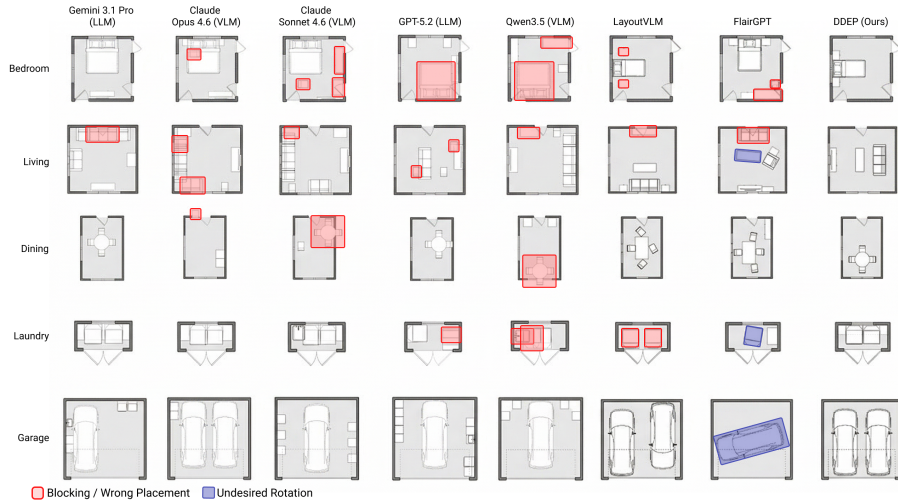 Gemini 3.1 Pro
(LLM)
Claude
Opus 4.6 (VLM)
Claude
Sonnet 4.6 (VLM)
GPT-5.2 (LLM)
Qwen3.5 (VLM)
LayoutVLM
FlairGPT
DDEP (Ours)
Bedroom
Living
Dining
Laundry
Garage
Blocking / Wrong Placement
Undesired Rotation